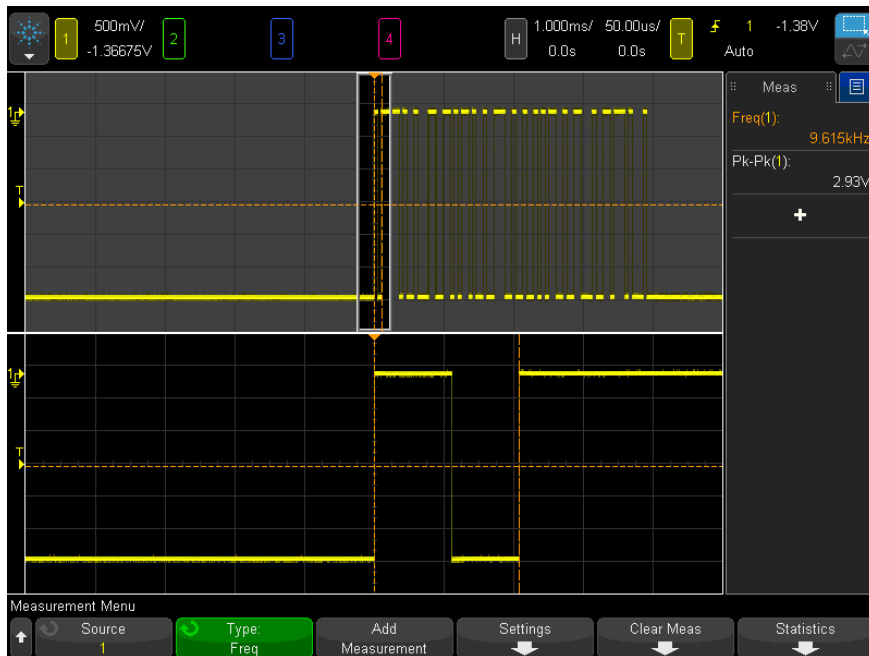 1 500mV/ -1.36675V 2 3 4 H 1.000ms/ 0.0s 50.00us/ 0.0s T 1 -1.38V Auto
Meas
Freq(1):
9.615kHz
Pk-Pk(1):
2.93V
+
1
T
1
T
Measurement Menu
Source
1
Type:
Freq
Add
Measurement
Settings
Clear Meas
Statistics